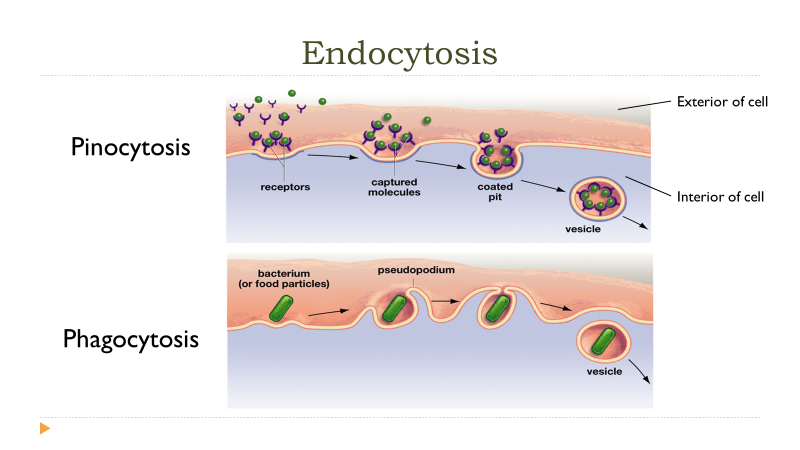 Endocytosis
Exterior of cell
Pinocytosis
receptors
captured
molecules
coated
pit
Interior of cell
vesicle
bacterium
(or food particles)
pseudopodium
Phagocytosis
vesicle